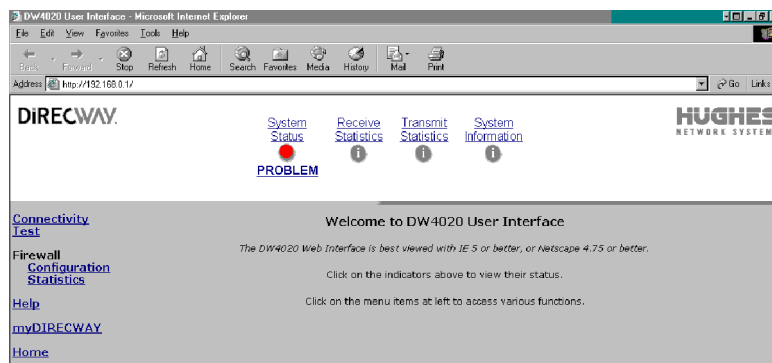 DW4020 User Interface - Microsoft Internet Explorer
File Edit View Favorites Tools Help
Back Forward Stop Refresh Home Search Favorites Media History Mail Print
Address http://192.168.0.1/ Go Links
DIRECWAY.
HUGHES
NETWORK SYSTEMS
System Status
Receive Statistics
Transmit Statistics
System Information
PROBLEM
Connectivity
Test
Firewall
Configuration
Statistics
Help
myDIRECWAY
Home
Welcome to DW4020 User Interface
The DW4020 Web Interface is best viewed with IE 5 or better, or Netscape 4.75 or better.
Click on the indicators above to view their status.
Click on the menu items at left to access various functions.